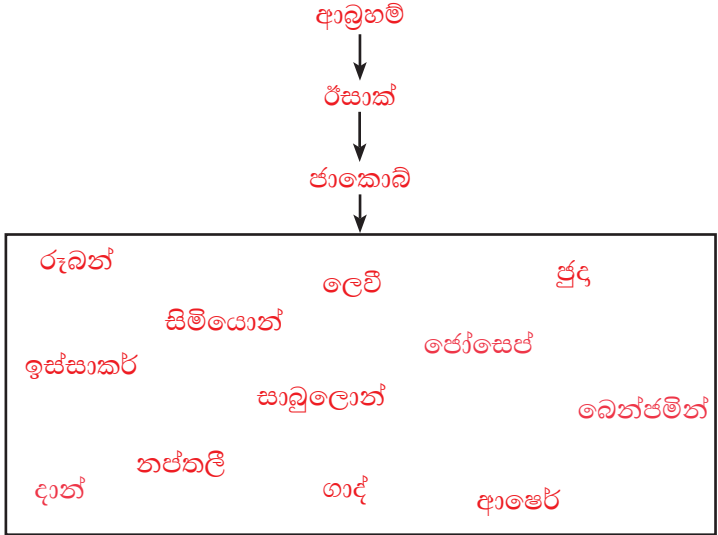 ආබ්‍රහම්
ඊසාක්
ජාකොබ්
රූබන්
ලෙවී
ජුදා
සිමියොන්
ජෝසෙප්
ඉස්සාකර්
සාබුලොන්
බෙන්ජමින්
නප්තලී
දාන්
ගාද්
ආෂෙර්